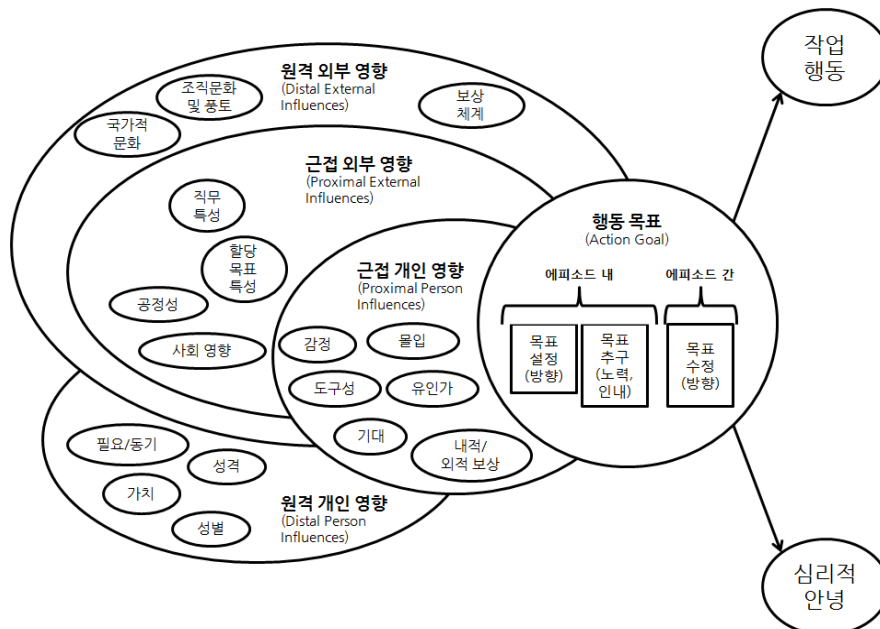 작업
행동
원격 외부 영향
(Distal External
Influences)
조직문화
및 풍토
보상
체계
국가적
문화
근접 외부 영향
(Proximal External
Influences)
직무
특성
할당
목표
특성
공정성
사회 영향
행동 목표
(Action Goal)
에피소드 내
에피소드 간
목표
설정
(방향)
목표
추구
(노력,
인내)
목표
수정
(방향)
근접 개인 영향
(Proximal Person
Influences)
감정
몰입
도구성
유인가
기대
내적/
외적 보상
필요/동기
성격
가치
성별
원격 개인 영향
(Distal Person
Influences)
심리적
안녕